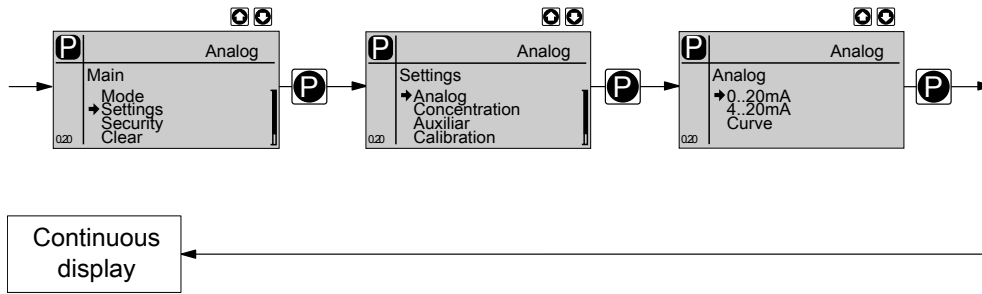 P
Analog
Main
Mode
Settings
Security
Clear
0.20
P
P
Analog
Settings
Analog
Concentration
Auxiliar
Calibration
0.20
P
P
Analog
Analog
0..20mA
4..20mA
Curve
0.20
P
Continuous
display